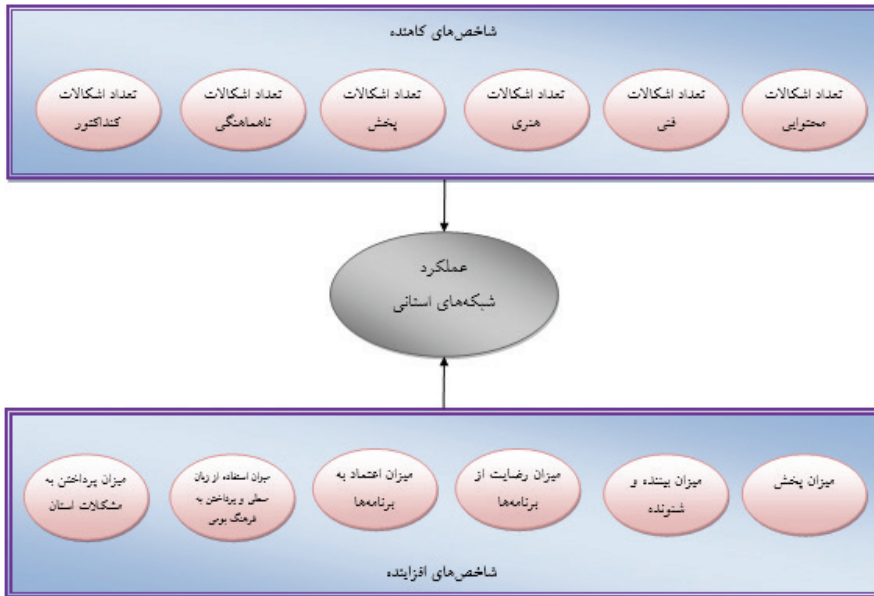 شاخص‌های کاهنده
تعداد اشکالات
محتوایی
تعداد اشکالات
فنی
تعداد اشکالات
هنری
تعداد اشکالات
پخش
تعداد اشکالات
ناهماهنگی
تعداد اشکالات
کنداکتور
عملکرد
شبکه‌های استانی
میزان پخش
میزان بیننده و
شنونده
میزان رضایت از
برنامه‌ها
میزان اعتماد به
برنامه‌ها
میزان استفاده از زبان
محلی و پرداختن به
فرهنگ بومی
میزان پرداختن به
مشکلات استان
شاخص‌های افزاینده